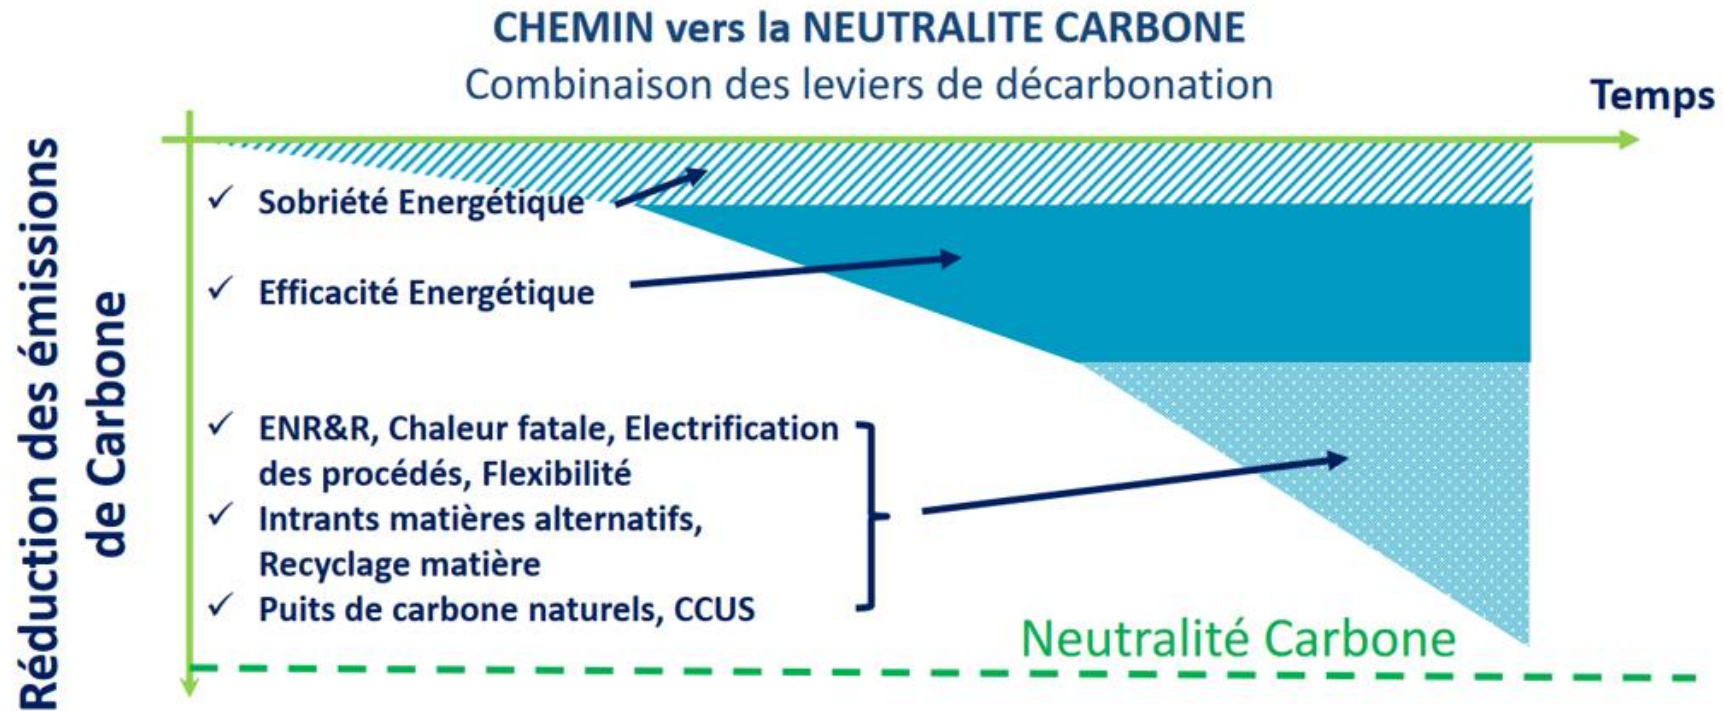 CHEMIN vers la NEUTRALITE CARBONE
Combinaison des leviers de décarbonation
Temps
Réduction des émissions
de Carbone
✓ Sobriété Energétique
✓ Efficacité Energétique
✓ ENR&R, Chaleur fatale, Electrification
des procédés, Flexibilité
✓ Intrants matières alternatifs,
Recyclage matière
✓ Puits de carbone naturels, CCUS
Neutralité Carbone